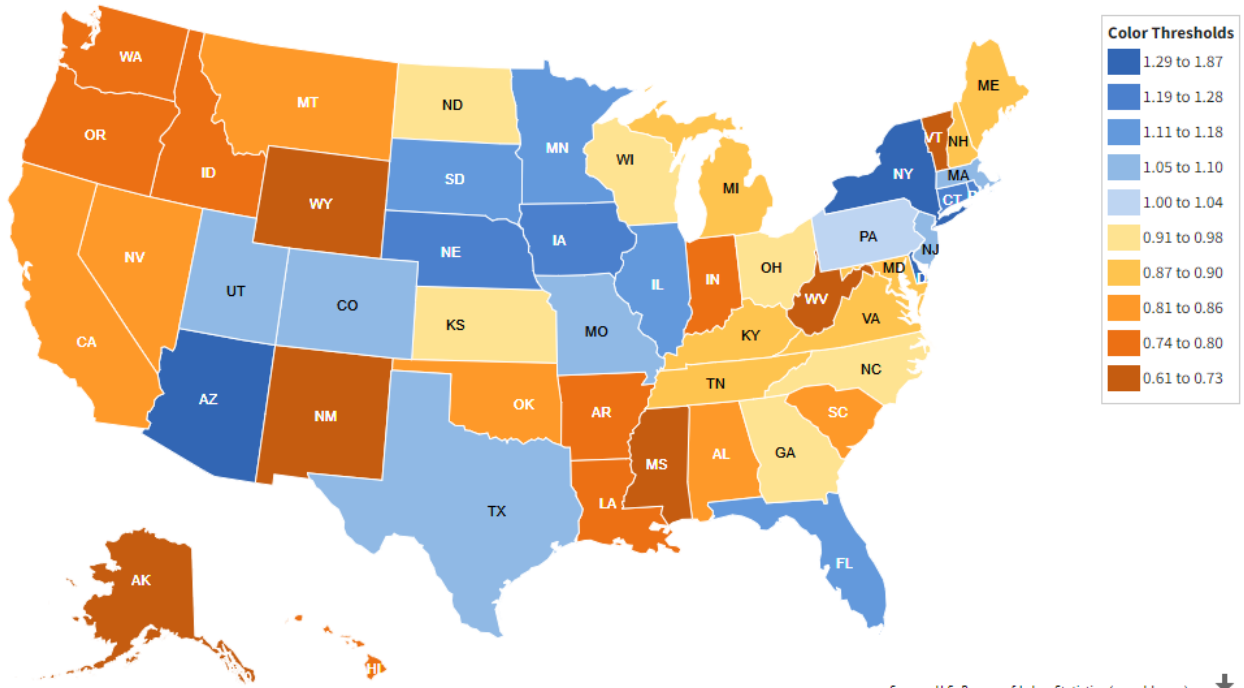 Color Thresholds
1.29 to 1.87
1.19 to 1.28
1.11 to 1.18
1.05 to 1.10
1.00 to 1.04
0.91 to 0.98
0.87 to 0.90
0.81 to 0.86
0.74 to 0.80
0.61 to 0.73
WA
MT
ND
ME
OR
ID
SD
MN
WI
MI
NY
VT
NH
MA
CT
WY
NE
IA
PA
NJ
NV
UT
CO
KS
MO
IL
IN
OH
MD
WV
VA
CA
KY
AZ
NM
OK
AR
TN
NC
SC
TX
LA
MS
AL
GA
FL
AK
HI